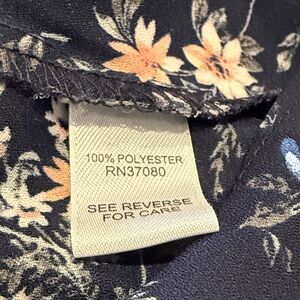 100% POLYESTER
RN37080
SEE REVERSE
FOR CARE